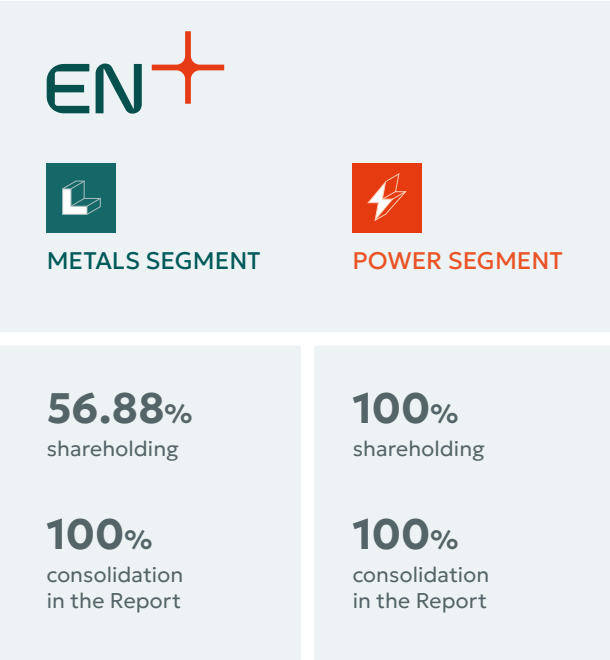 EN+
METALS SEGMENT
POWER SEGMENT
56.88%
shareholding
100%
consolidation
in the Report
100%
shareholding
100%
consolidation
in the Report